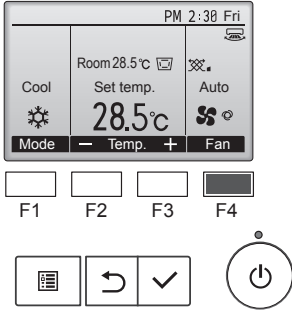 PM 2:30 Fri
Room 28.5℃
Cool Set temp. Auto
28.5℃
Mode − Temp. + Fan
F1 F2 F3 F4